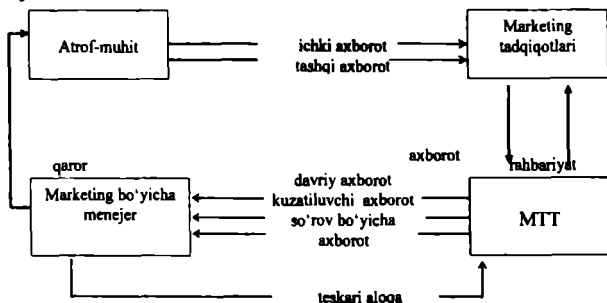 Atrof-muhit
ichki axborot
tashqi axborot
Marketing
tadqiqotlari
qaror
axborot
rahbariyat
Marketing bo‘yicha
menejer
davriy axborot
kuzatiluvchi axborot
so‘rov bo‘yicha
axborot
MTT
teskari aloqa